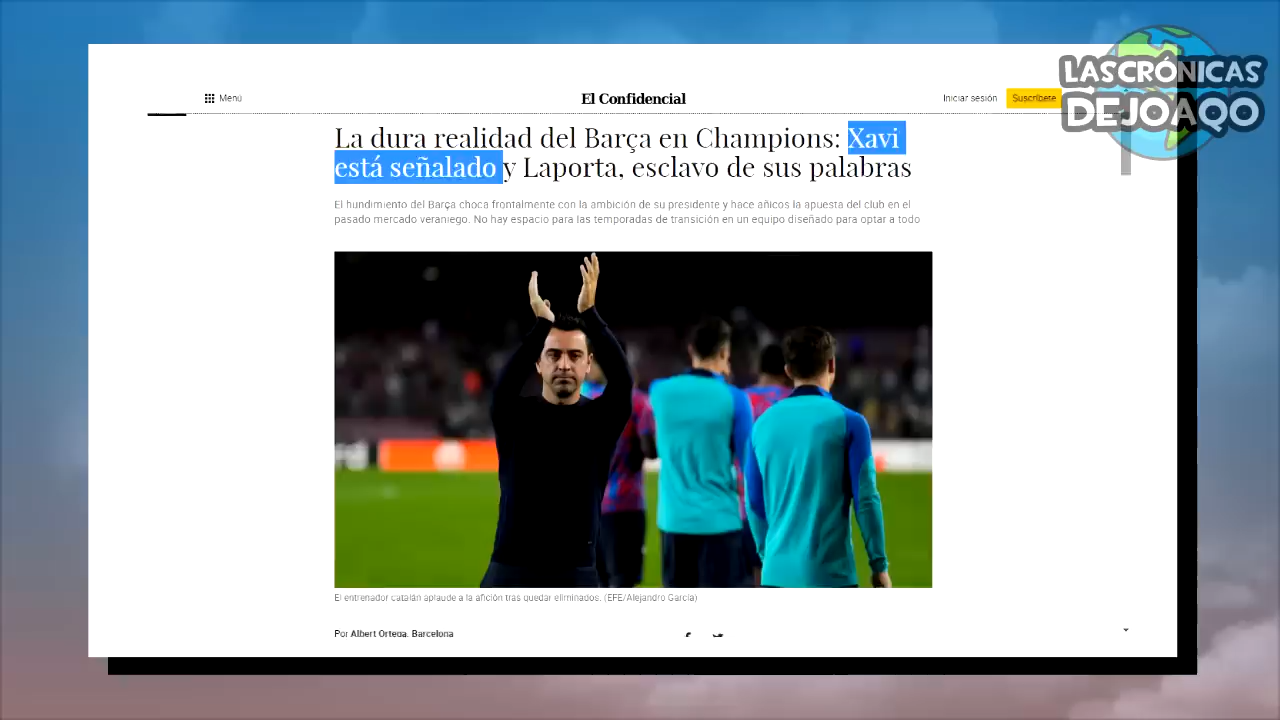 LASCRÓNICAS
DEJOAQO
Menú
El Confidencial
Iniciar sesión
Suscríbete
La dura realidad del Barça en Champions: Xavi
está señalado y Laporta, esclavo de sus palabras
El hundimiento del Barça choca frontalmente con la ambición de su presidente y hace añicos la apuesta del club en el
pasado mercado veraniego. No hay espacio para las temporadas de transición en un equipo diseñado para optar a todo
El entrenador catalán aplaude a la afición tras quedar eliminados. (EFE/Alejandro García)
Por Albert Ortega. Barcelona